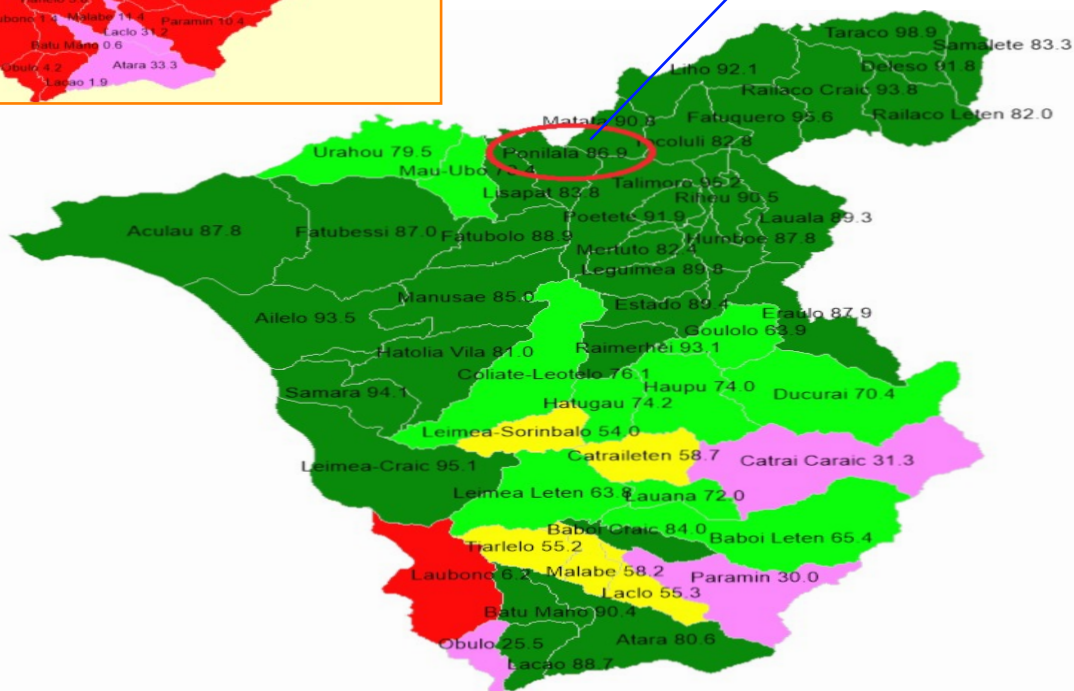 Malabe 11.4
Paramin 10.4
Laclo 31.2
Batu Mano 0.6
Atara 33.3
Obulo 4.2
Lacao 1.9
Taraco 98.9
Samalete 83.3
Liho 92.1
Deleso 91.8
Railaco Craic 93.8
Railaco Leten 82.0
Fatuquero 95.6
Matata 90.8
Tocoluli 82.8
Urahou 79.5
Ponilala 86.9
Mau-Ubo
Talimoro 95.2
Lisapat 83.8
Riheu 90.5
Poetete 91.9
Lauala 89.3
Aculau 87.8
Fatubessi 87.0
Fatubolo 88.9
Humboe 87.8
Mertuto 82.4
Leguimea 89.8
Manusae 85.0
Estado 89.4
Ailelo 93.5
Eraulo 87.9
Goulolo 63.9
Hatolia Vila 81.0
Raimerhei 93.1
Coliate-Leotelo 76.1
Haupu 74.0
Samara 94.1
Ducurai 70.4
Hatugau 74.2
Leimea-Sorinbalo 54.0
Catraileten 58.7
Catrai Caraic 31.3
Leimea-Craic 95.1
Leimea Leten 63.8
Lauana 72.0
Baboi Craic 84.0
Baboi Leten 65.4
Tiarlelo 55.2
Malabe 58.2
Paramin 30.0
Laubono 6.2
Laclo 55.3
Batu Mano 90.4
Atara 80.6
Obulo 25.5
Lacao 88.7